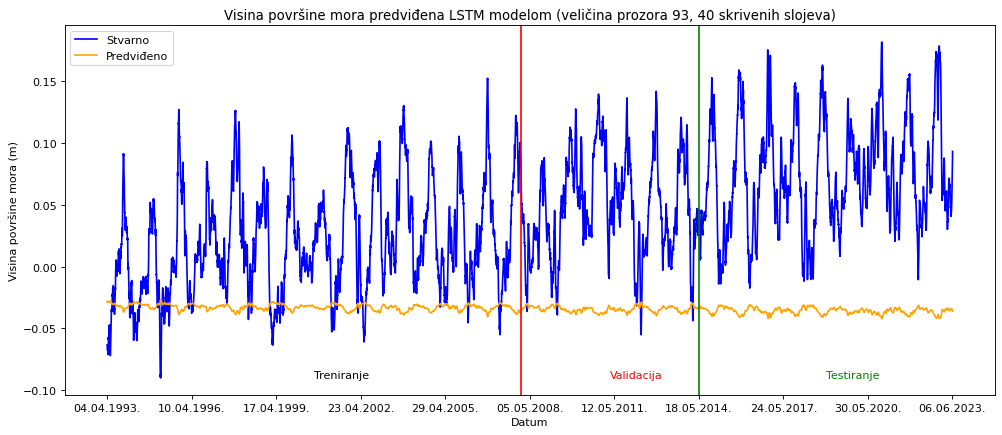 Visina površine mora predviđena LSTM modelom (veličina prozora 93, 40 skrivenih slojeva)
Stvarno
Predviđeno
Visina površine mora (m)
0.15
0.10
0.05
0.00
−0.05
−0.10
Treniranje
Validacija
Testiranje
04.04.1993. 10.04.1996. 17.04.1999. 23.04.2002. 29.04.2005. 05.05.2008. 12.05.2011. 18.05.2014. 24.05.2017. 30.05.2020. 06.06.2023.
Datum